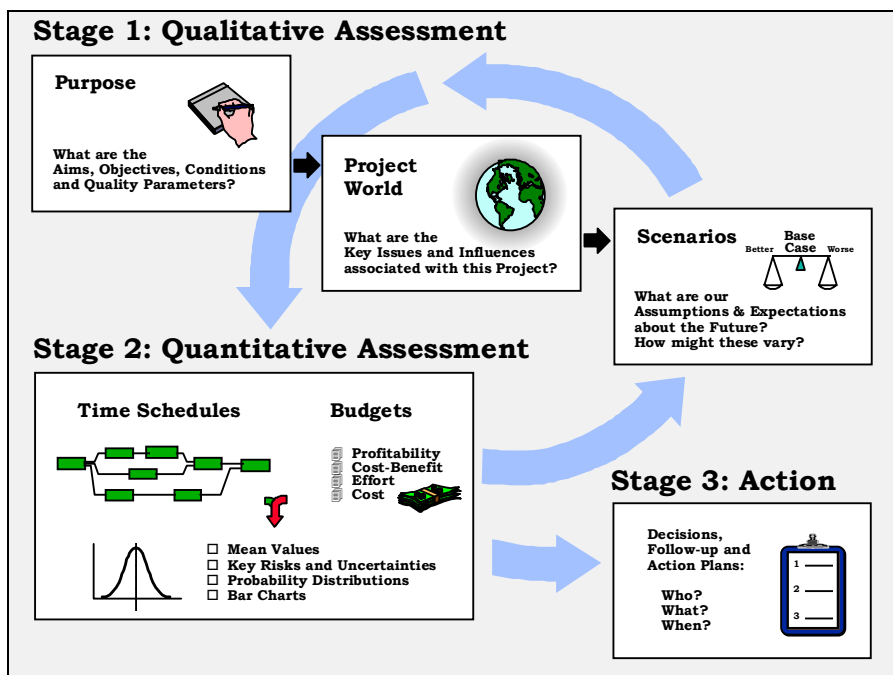 Stage 1: Qualitative Assessment
Purpose
What are the
Aims, Objectives, Conditions
and Quality Parameters?
Project
World
What are the
Key Issues and Influences
associated with this Project?
Scenarios
Base
Case
Better
Worse
What are our
Assumptions & Expectations
about the Future?
How might these vary?
Stage 2: Quantitative Assessment
Time Schedules
Budgets
Profitability
Cost-Benefit
Effort
Cost
Mean Values
Key Risks and Uncertainties
Probability Distributions
Bar Charts
Stage 3: Action
Decisions,
Follow-up and
Action Plans:
Who?
What?
When?
1
2
3